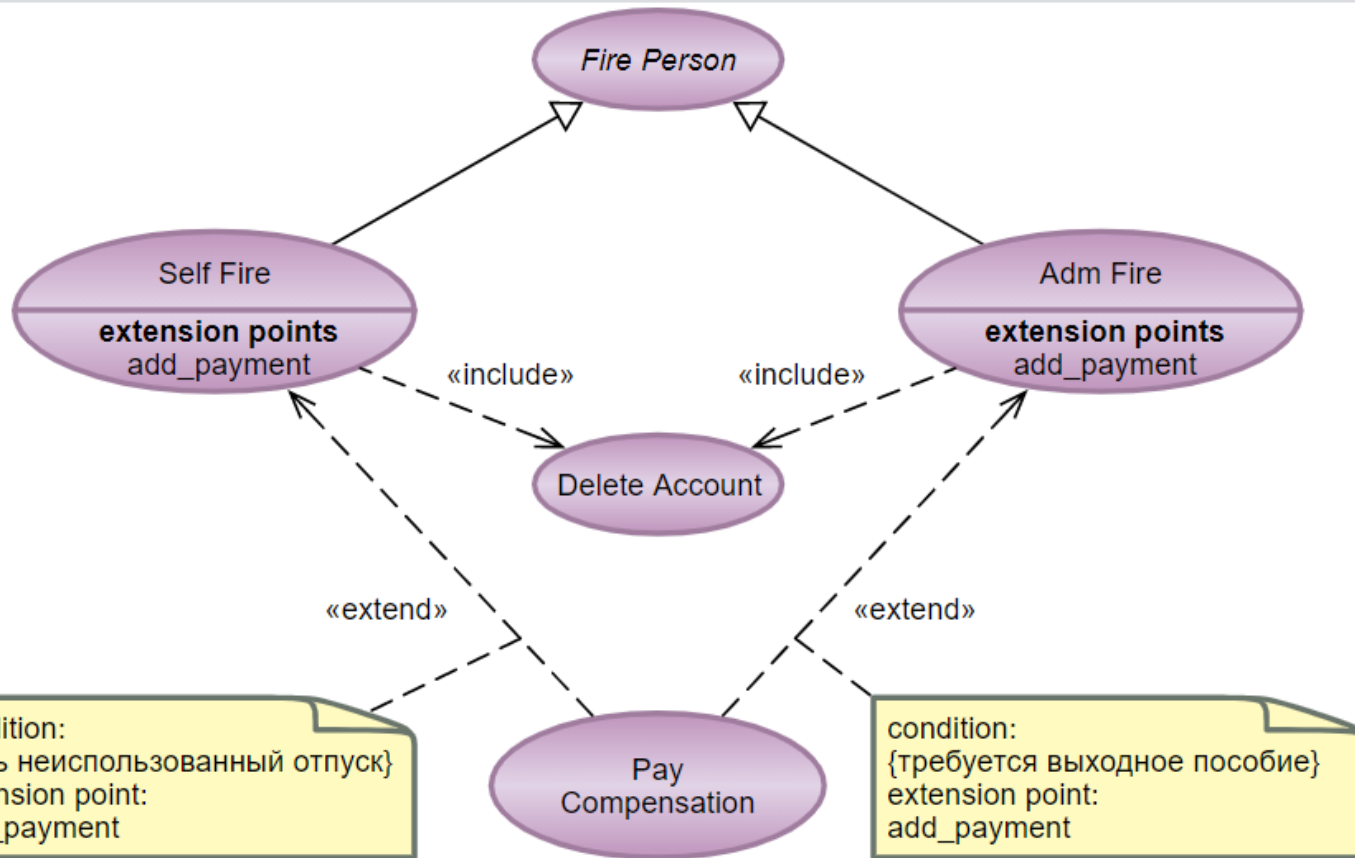 Fire Person
Self Fire
extension points
add_payment
Adm Fire
extension points
add_payment
«include»
«include»
Delete Account
«extend»
«extend»
Pay
Compensation
неиспользованный отпуск}
point:
condition:
{требуется выходное пособие}
extension point:
add_payment